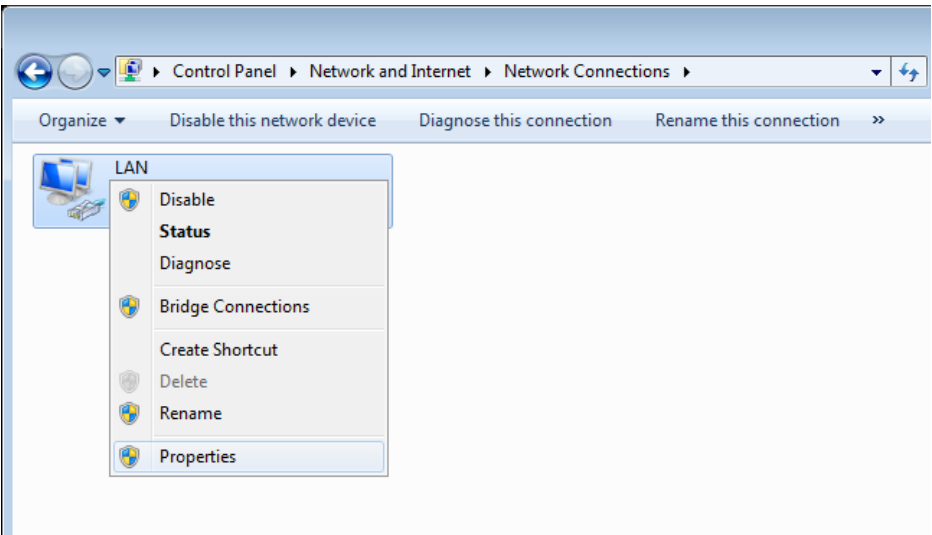 Control Panel Network and Internet Network Connections
Organize Disable this network device Diagnose this connection Rename this connection »
LAN
Disable
Status
Diagnose
Bridge Connections
Create Shortcut
Delete
Rename
Properties